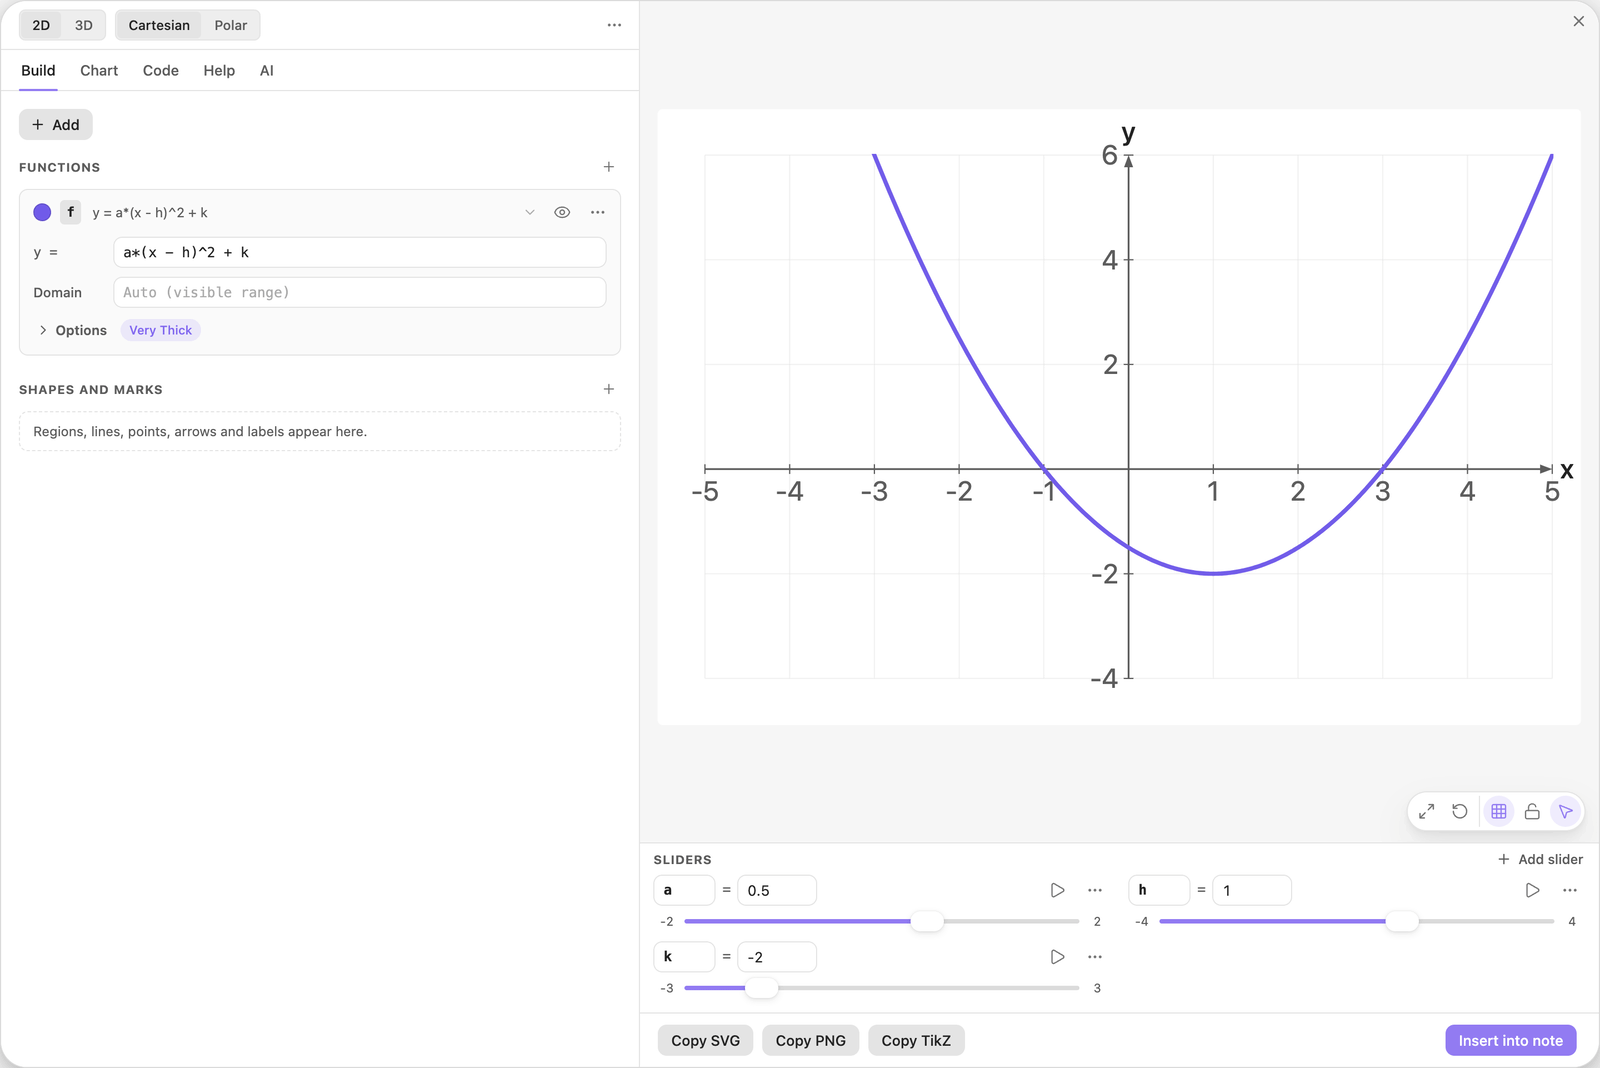 2D 3D Cartesian Polar
Build Chart Code Help AI
Add
FUNCTIONS
f y = a*(x - h)^2 + k
y = a*(x − h)^2 + k
Domain Auto (visible range)
Options Very Thick
SHAPES AND MARKS
Regions, lines, points, arrows and labels appear here.
y
6
4
2
x
-5 -4 -3 -2 -1 1 2 3 4 5
-2
-4
SLIDERS
Add slider
a = 0.5
-2 2
h = 1
-4 4
k = -2
-3 3
Copy SVG Copy PNG Copy TikZ Insert into note